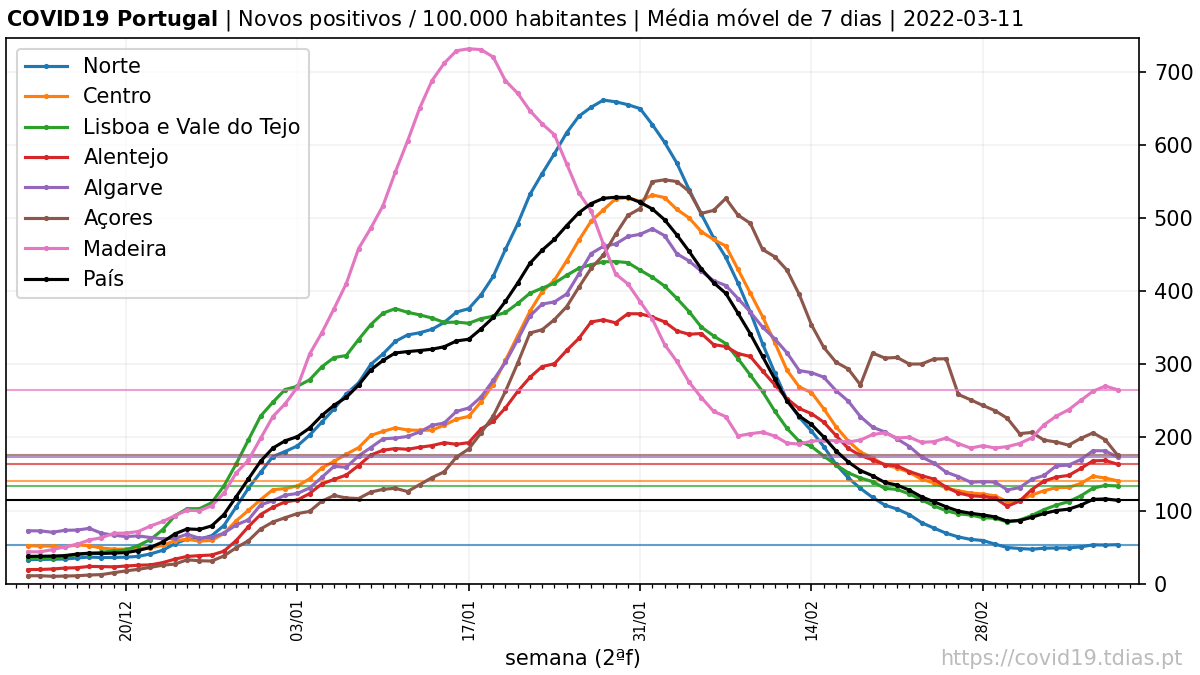 COVID19 Portugal | Novos positivos / 100.000 habitantes | Média móvel de 7 dias | 2022-03-11
Norte
Centro
Lisboa e Vale do Tejo
Alentejo
Algarve
Açores
Madeira
País
700
600
500
400
300
200
100
0
20/12
03/01
17/01
31/01
14/02
28/02
semana (2ªf)
https://covid19.tdias.pt